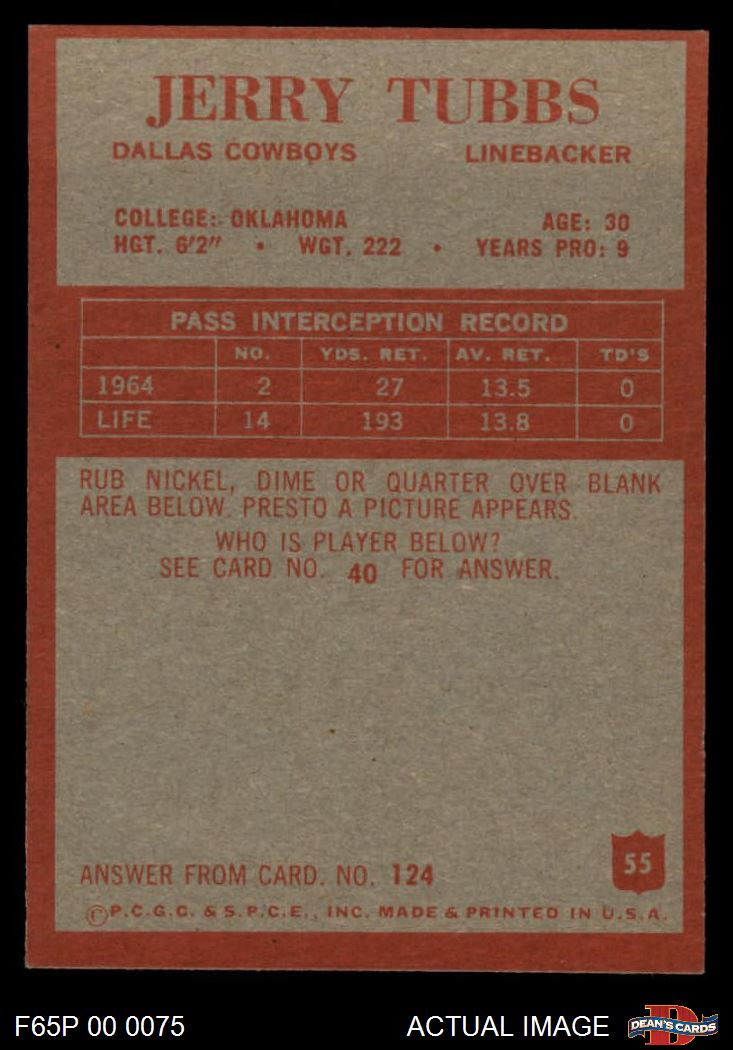 JERRY TUBBS
DALLAS COWBOYS LINEBACKER
COLLEGE: OKLAHOMA AGE: 30
HGT. 6'2" • WGT. 222 • YEARS PRO: 9
PASS INTERCEPTION RECORD
NO. YDS. RET. AV. RET. TD'S
1964 2 27 13.5 0
LIFE 14 193 13.8 0
RUB NICKEL, DIME OR QUARTER OVER BLANK
AREA BELOW. PRESTO A PICTURE APPEARS.
WHO IS PLAYER BELOW?
SEE CARD NO. 40 FOR ANSWER.
55
ANSWER FROM CARD. NO. 124
©P.C.G.C. & S.P.C.E., INC. MADE & PRINTED IN U.S.A.
F65P 00 0075 ACTUAL IMAGE D DEAN'S CARDS